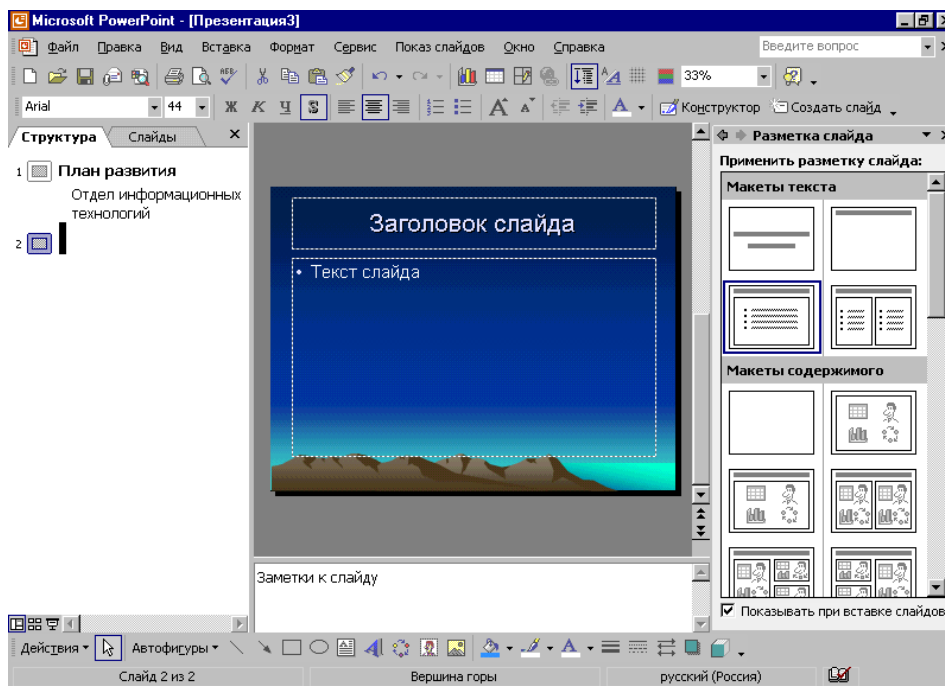 Microsoft PowerPoint - [Презентация3]
Файл Правка Вид Вставка Формат Сервис Показ слайдов Окно Справка Введите вопрос
33%
Arial 44 Ж К Ч S Конструктор Создать слайд
Структура Слайды
Разметка слайда
Применить разметку слайда:
Макеты текста
1 План развития
Отдел информационных
технологий
2
Заголовок слайда
• Текст слайда
Макеты содержимого
Заметки к слайду
Показывать при вставке слайдов
Действия Автофигуры
Слайд 2 из 2 Вершина горы русский (Россия)